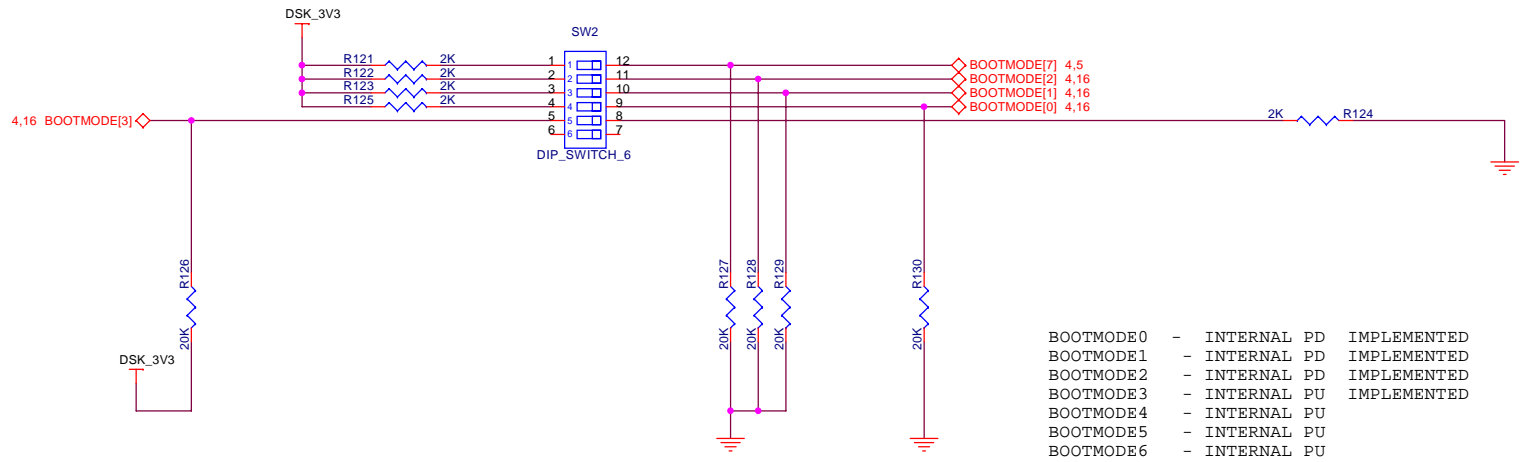 DSK_3V3
SW2
R121 2K 1 1 12 BOOTMODE[7] 4,5
R122 2K 2 2 11 BOOTMODE[2] 4,16
R123 2K 3 3 10 BOOTMODE[1] 4,16
R125 2K 4 4 9 BOOTMODE[0] 4,16
4,16 BOOTMODE[3] 5 5 8 2K R124
6 6 7
DIP_SWITCH_6
R126 R127 R128 R129 R130
20K 20K 20K 20K 20K
DSK_3V3
BOOTMODE0 - INTERNAL PD IMPLEMENTED
BOOTMODE1 - INTERNAL PD IMPLEMENTED
BOOTMODE2 - INTERNAL PD IMPLEMENTED
BOOTMODE3 - INTERNAL PU IMPLEMENTED
BOOTMODE4 - INTERNAL PU
BOOTMODE5 - INTERNAL PU
BOOTMODE6 - INTERNAL PU